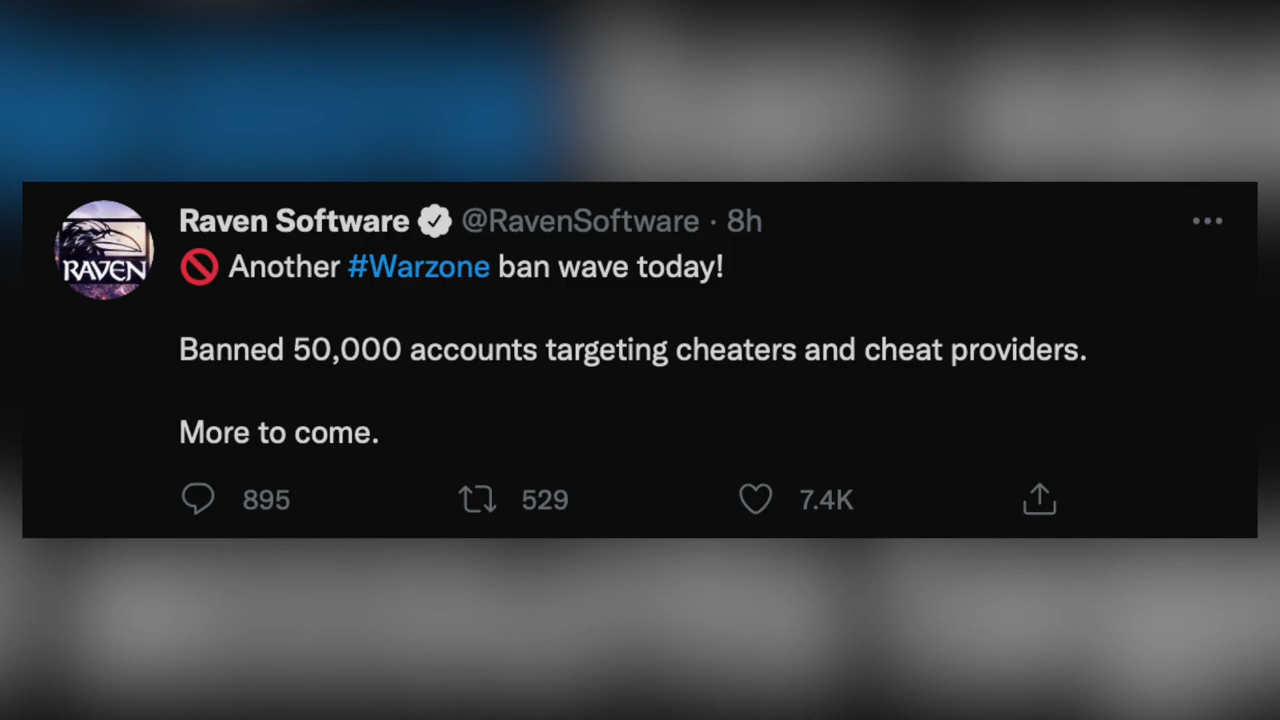 RAVEN
Raven Software @RavenSoftware · 8h
🚫 Another #Warzone ban wave today!
Banned 50,000 accounts targeting cheaters and cheat providers.
More to come.
895 529 7.4K